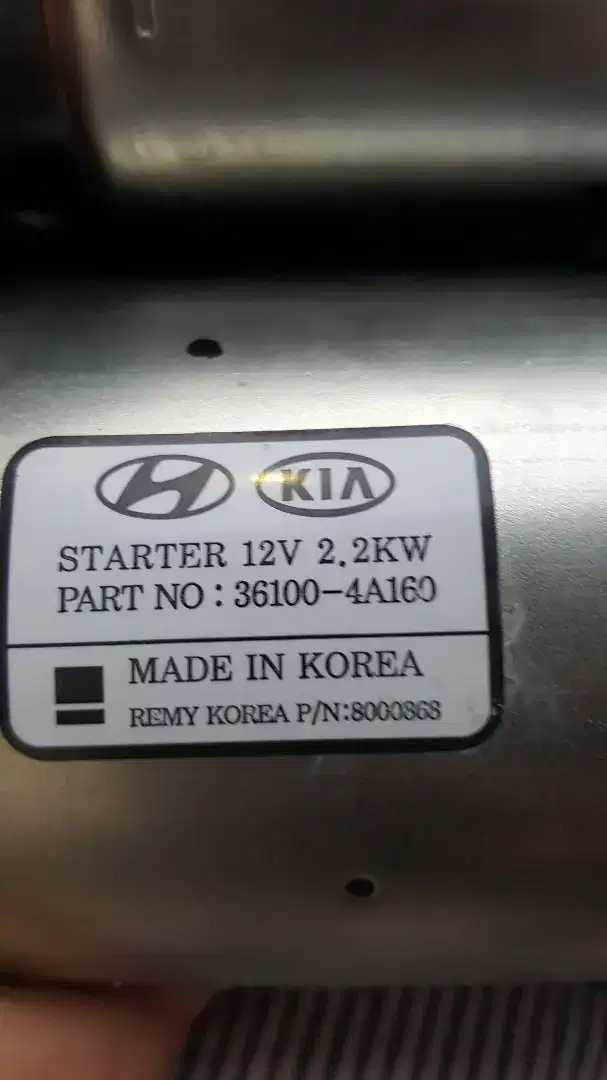 KIA
STARTER 12V 2.2KW
PART NO : 36100-4A160
MADE IN KOREA
REMY KOREA P/N:8000868